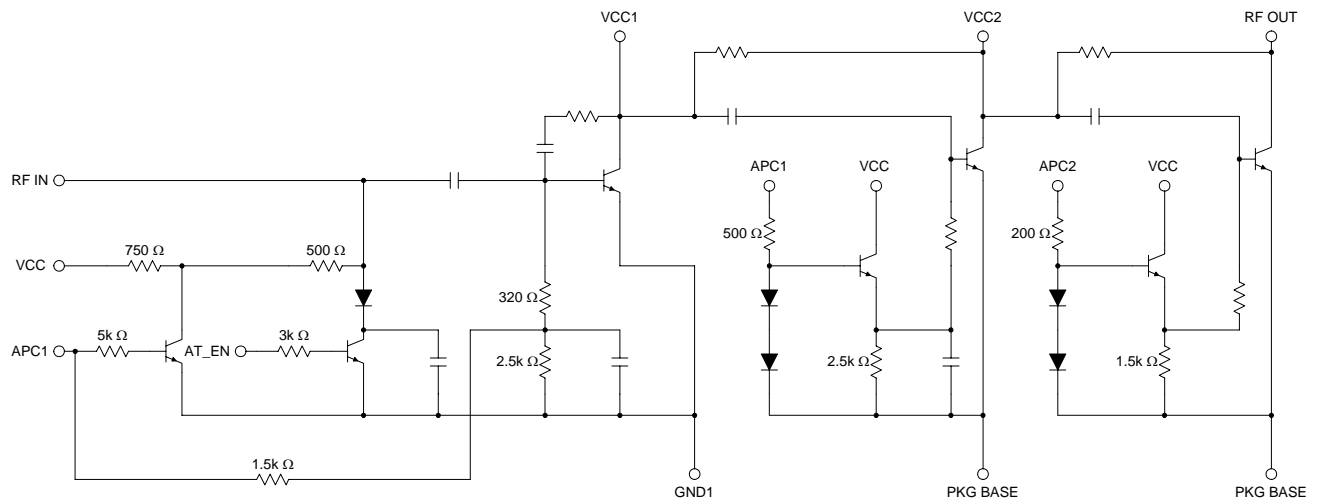 VCC1
VCC2
RF OUT
RF IN
APC1
VCC
APC2
VCC
750 Ω
500 Ω
500 Ω
200 Ω
VCC
320 Ω
5k Ω
3k Ω
APC1
AT_EN
2.5k Ω
2.5k Ω
1.5k Ω
1.5k Ω
GND1
PKG BASE
PKG BASE